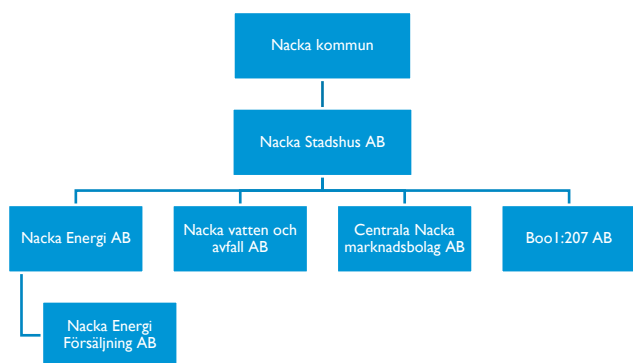 Nacka kommun
Nacka Stadshus AB
Nacka Energi AB
Nacka vatten och
avfall AB
Centrala Nacka
marknadsbolag AB
Boo1:207 AB
Nacka Energi
Försäljning AB